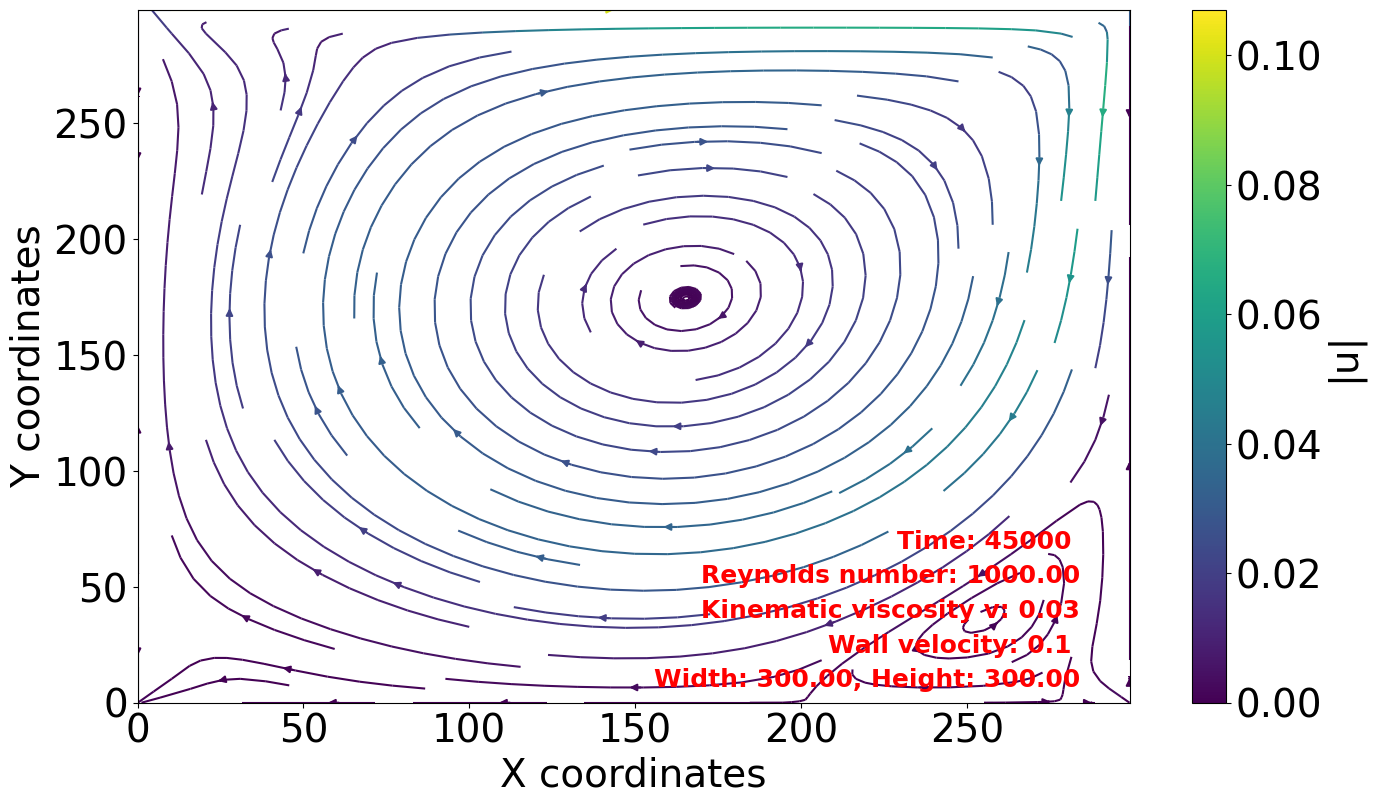 250
200
150
100
50
0
Y coordinates
Time: 45000
Reynolds number: 1000.00
Kinematic viscosity ν: 0.03
Wall velocity: 0.1
Width: 300.00, Height: 300.00
0 50 100 150 200 250
X coordinates
0.10
0.08
0.06
0.04
0.02
0.00
|u|